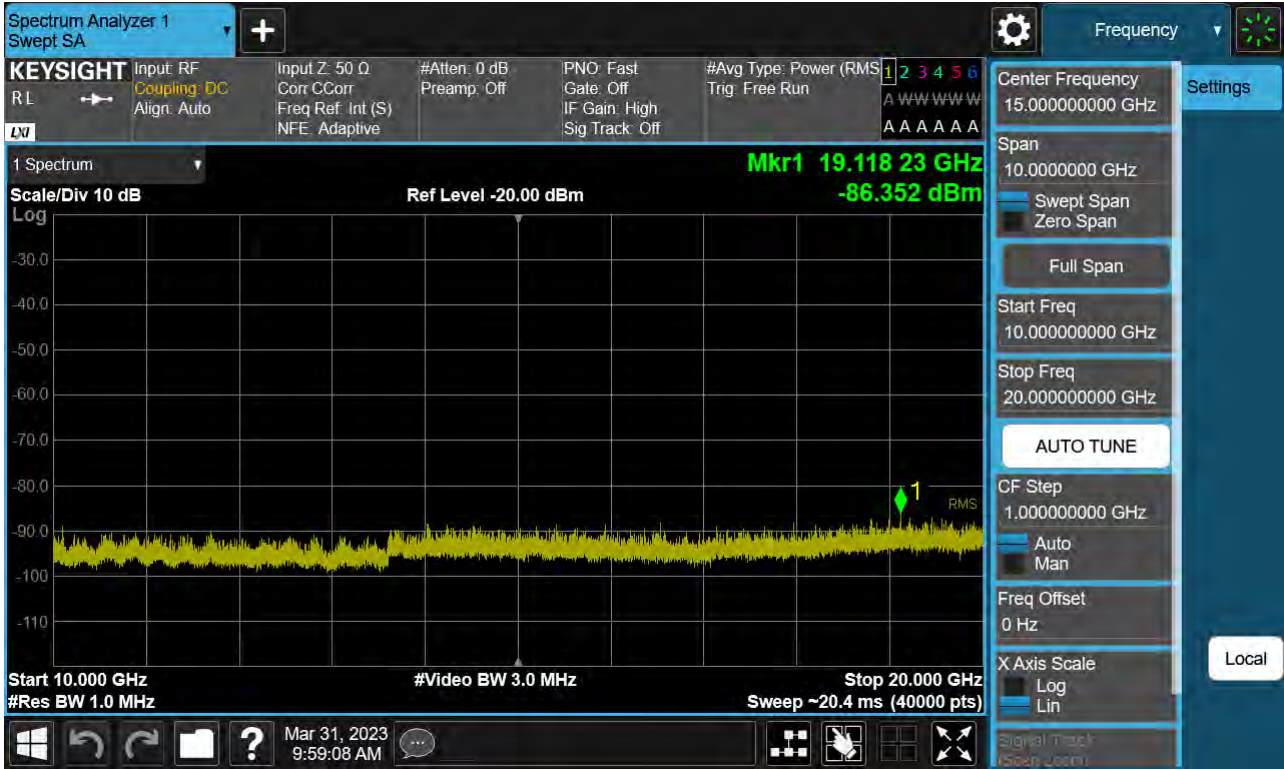 Spectrum Analyzer 1
Swept SA
+
Frequency
KEYSIGHT
RL
LXI
Input: RF
Coupling: DC
Align: Auto
Input Z: 50 Ω
Corr CCorr
Freq Ref: Int (S)
NFE: Adaptive
#Atten: 0 dB
Preamp: Off
PNO: Fast
Gate: Off
IF Gain: High
Sig Track: Off
#Avg Type: Power (RMS
Trig: Free Run
1 2 3 4 5 6
A W W W W W
A A A A A A
1 Spectrum
Mkr1 19.118 23 GHz
Scale/Div 10 dB
Ref Level -20.00 dBm
-86.352 dBm
Log
-30.0
-40.0
-50.0
-60.0
-70.0
-80.0
-90.0
-100
-110
1
RMS
Start 10.000 GHz
#Video BW 3.0 MHz
Stop 20.000 GHz
#Res BW 1.0 MHz
Sweep ~20.4 ms (40000 pts)
Mar 31, 2023
9:59:08 AM
?
Center Frequency
15.000000000 GHz
Settings
Span
10.0000000 GHz
Swept Span
Zero Span
Full Span
Start Freq
10.000000000 GHz
Stop Freq
20.000000000 GHz
AUTO TUNE
CF Step
1.000000000 GHz
Auto
Man
Freq Offset
0 Hz
X Axis Scale
Log
Lin
Local
Signal Track
(Span Zoom)